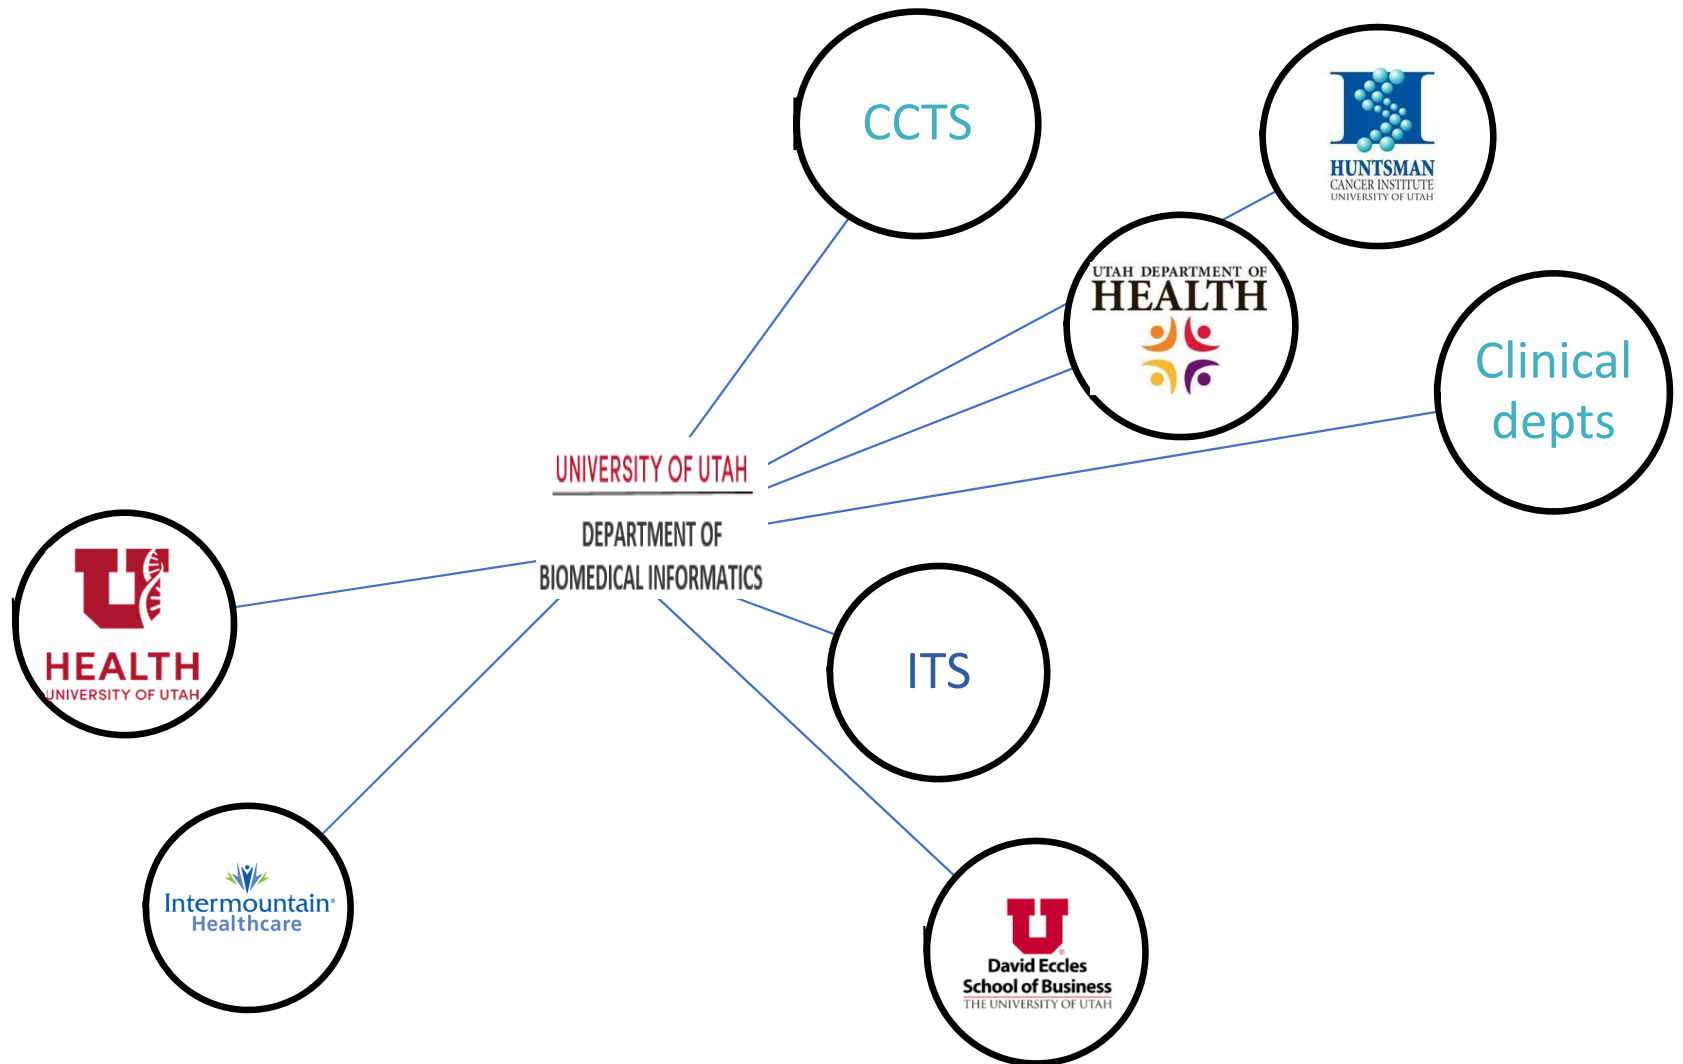 CCTS
HUNTSMAN
CANCER INSTITUTE
UNIVERSITY OF UTAH
UTAH DEPARTMENT OF
HEALTH
Clinical
depts
UNIVERSITY OF UTAH
DEPARTMENT OF
BIOMEDICAL INFORMATICS
U
HEALTH
UNIVERSITY OF UTAH
ITS
Intermountain®
Healthcare
U®
David Eccles
School of Business
THE UNIVERSITY OF UTAH